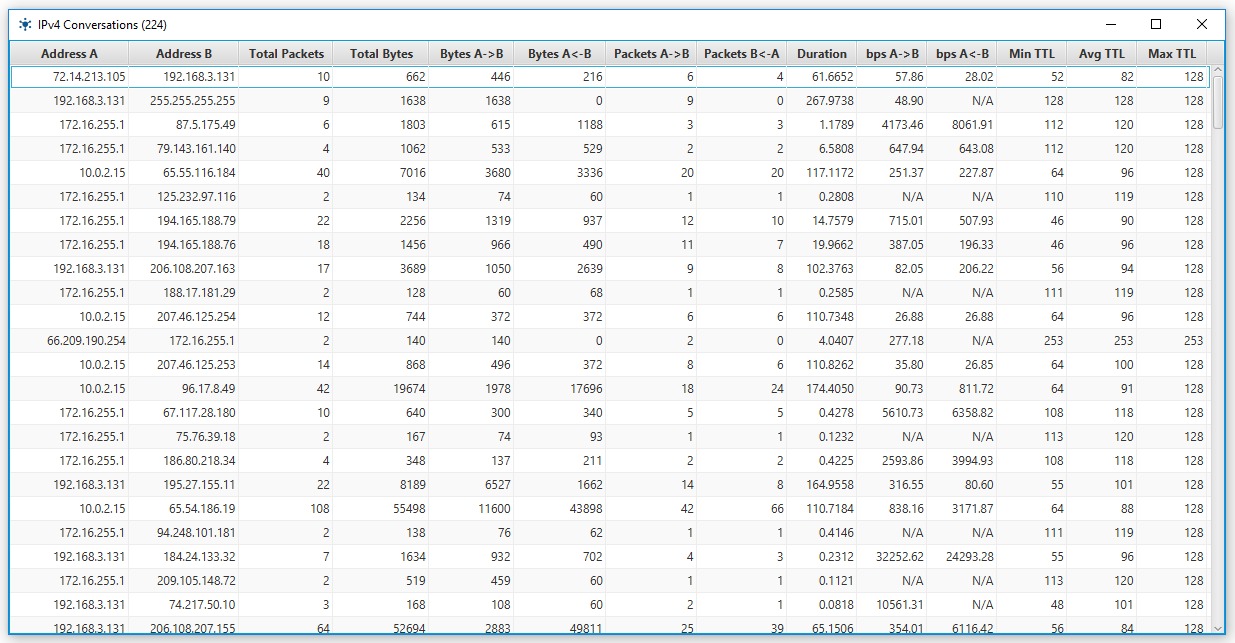 IPv4 Conversations (224)
Address A Address B Total Packets Total Bytes Bytes A->B Bytes A<-B Packets A->B Packets B<-A Duration bps A->B bps A<-B Min TTL Avg TTL Max TTL
72.14.213.105 192.168.3.131 10 662 446 216 6 4 61.6652 57.86 28.02 52 82 128
192.168.3.131 255.255.255.255 9 1638 1638 0 9 0 267.9738 48.90 N/A 128 128 128
172.16.255.1 87.5.175.49 6 1803 615 1188 3 3 1.1789 4173.46 8061.91 112 120 128
172.16.255.1 79.143.161.140 4 1062 533 529 2 2 6.5808 647.94 643.08 112 120 128
10.0.2.15 65.55.116.184 40 7016 3680 3336 20 20 117.1172 251.37 227.87 64 96 128
172.16.255.1 125.232.97.116 2 134 74 60 1 1 0.2808 N/A N/A 110 119 128
172.16.255.1 194.165.188.79 22 2256 1319 937 12 10 14.7579 715.01 507.93 46 90 128
172.16.255.1 194.165.188.76 18 1456 966 490 11 7 19.9662 387.05 196.33 46 96 128
192.168.3.131 206.108.207.163 17 3689 1050 2639 9 8 102.3763 82.05 206.22 56 94 128
172.16.255.1 188.17.181.29 2 128 60 68 1 1 0.2585 N/A N/A 111 119 128
10.0.2.15 207.46.125.254 12 744 372 372 6 6 110.7348 26.88 26.88 64 96 128
66.209.190.254 172.16.255.1 2 140 140 0 2 0 4.0407 277.18 N/A 253 253 253
10.0.2.15 207.46.125.253 14 868 496 372 8 6 110.8262 35.80 26.85 64 100 128
10.0.2.15 96.17.8.49 42 19674 1978 17696 18 24 174.4050 90.73 811.72 64 91 128
172.16.255.1 67.117.28.180 10 640 300 340 5 5 0.4278 5610.73 6358.82 108 118 128
172.16.255.1 75.76.39.18 2 167 74 93 1 1 0.1232 N/A N/A 113 120 128
172.16.255.1 186.80.218.34 4 348 137 211 2 2 0.4225 2593.86 3994.93 108 118 128
192.168.3.131 195.27.155.11 22 8189 6527 1662 14 8 164.9558 316.55 80.60 55 101 128
10.0.2.15 65.54.186.19 108 55498 11600 43898 42 66 110.7184 838.16 3171.87 64 88 128
172.16.255.1 94.248.101.181 2 138 76 62 1 1 0.4146 N/A N/A 111 119 128
192.168.3.131 184.24.133.32 7 1634 932 702 4 3 0.2312 32252.62 24293.28 55 96 128
172.16.255.1 209.105.148.72 2 519 459 60 1 1 0.1121 N/A N/A 113 120 128
192.168.3.131 74.217.50.10 3 168 108 60 2 1 0.0818 10561.31 N/A 48 101 128
192.168.3.131 206.108.207.155 64 52694 2883 49811 25 39 65.1506 354.01 6116.42 56 84 128